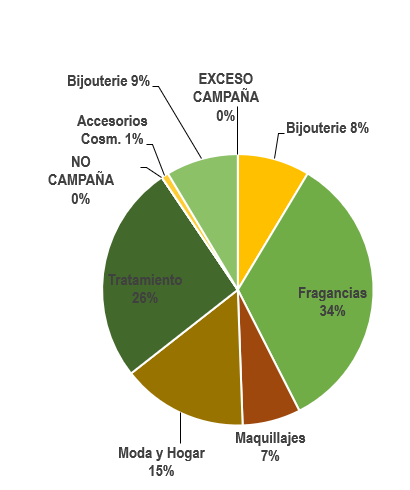 EXCESO
CAMPAÑA
0%
Bijouterie 8%
Fragancias
34%
Maquillajes
7%
Moda y Hogar
15%
Tratamiento
26%
NO
CAMPAÑA
0%
Accesorios
Cosm. 1%
Bijouterie 9%